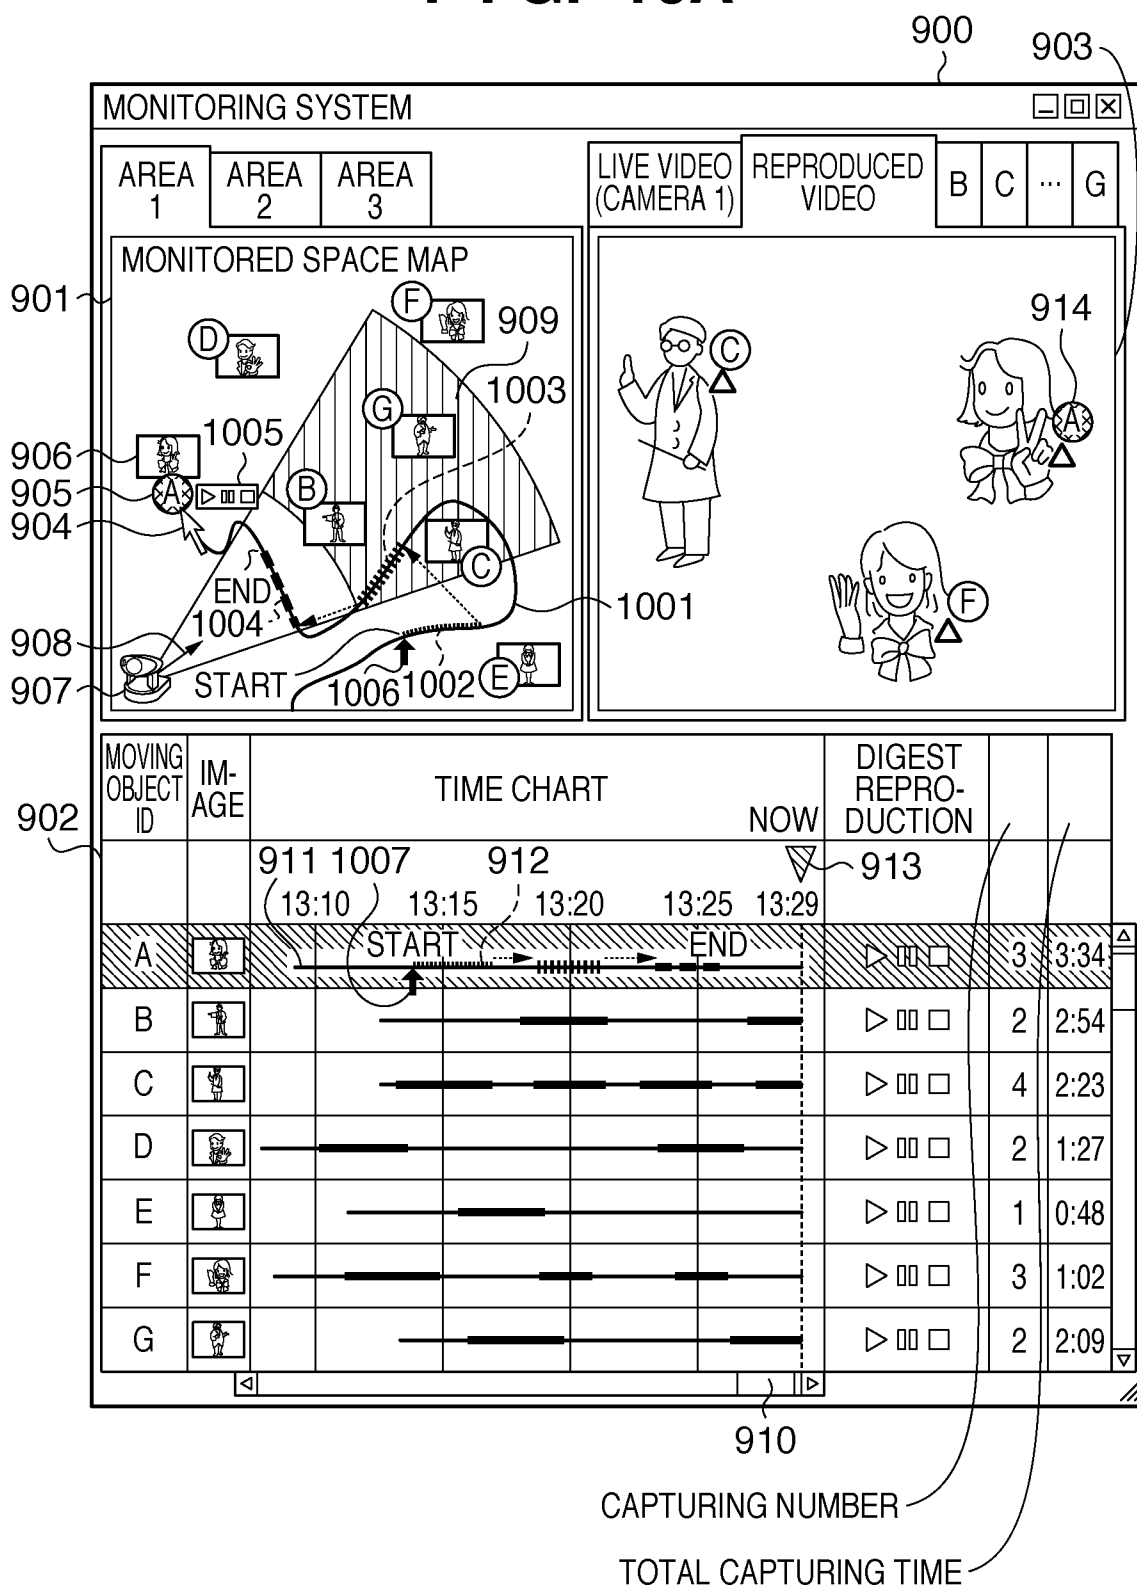 900
903
MONITORING SYSTEM
AREA 1
AREA 2
AREA 3
LIVE VIDEO (CAMERA 1)
REPRODUCED VIDEO
B
C
...
G
MONITORED SPACE MAP
901
F
D
909
1003
G
1005
906
905
A
904
B
C
END
1004
1001
908
907
START
1006
1002
E
C
914
A
F
MOVING OBJECT ID
IM-AGE
TIME CHART
NOW
DIGEST REPRO-DUCTION
902
911
1007
912
913
13:10 13:15 13:20 13:25 13:29
A START END 3 3:34
B 2 2:54
C 4 2:23
D 2 1:27
E 1 0:48
F 3 1:02
G 2 2:09
910
CAPTURING NUMBER
TOTAL CAPTURING TIME